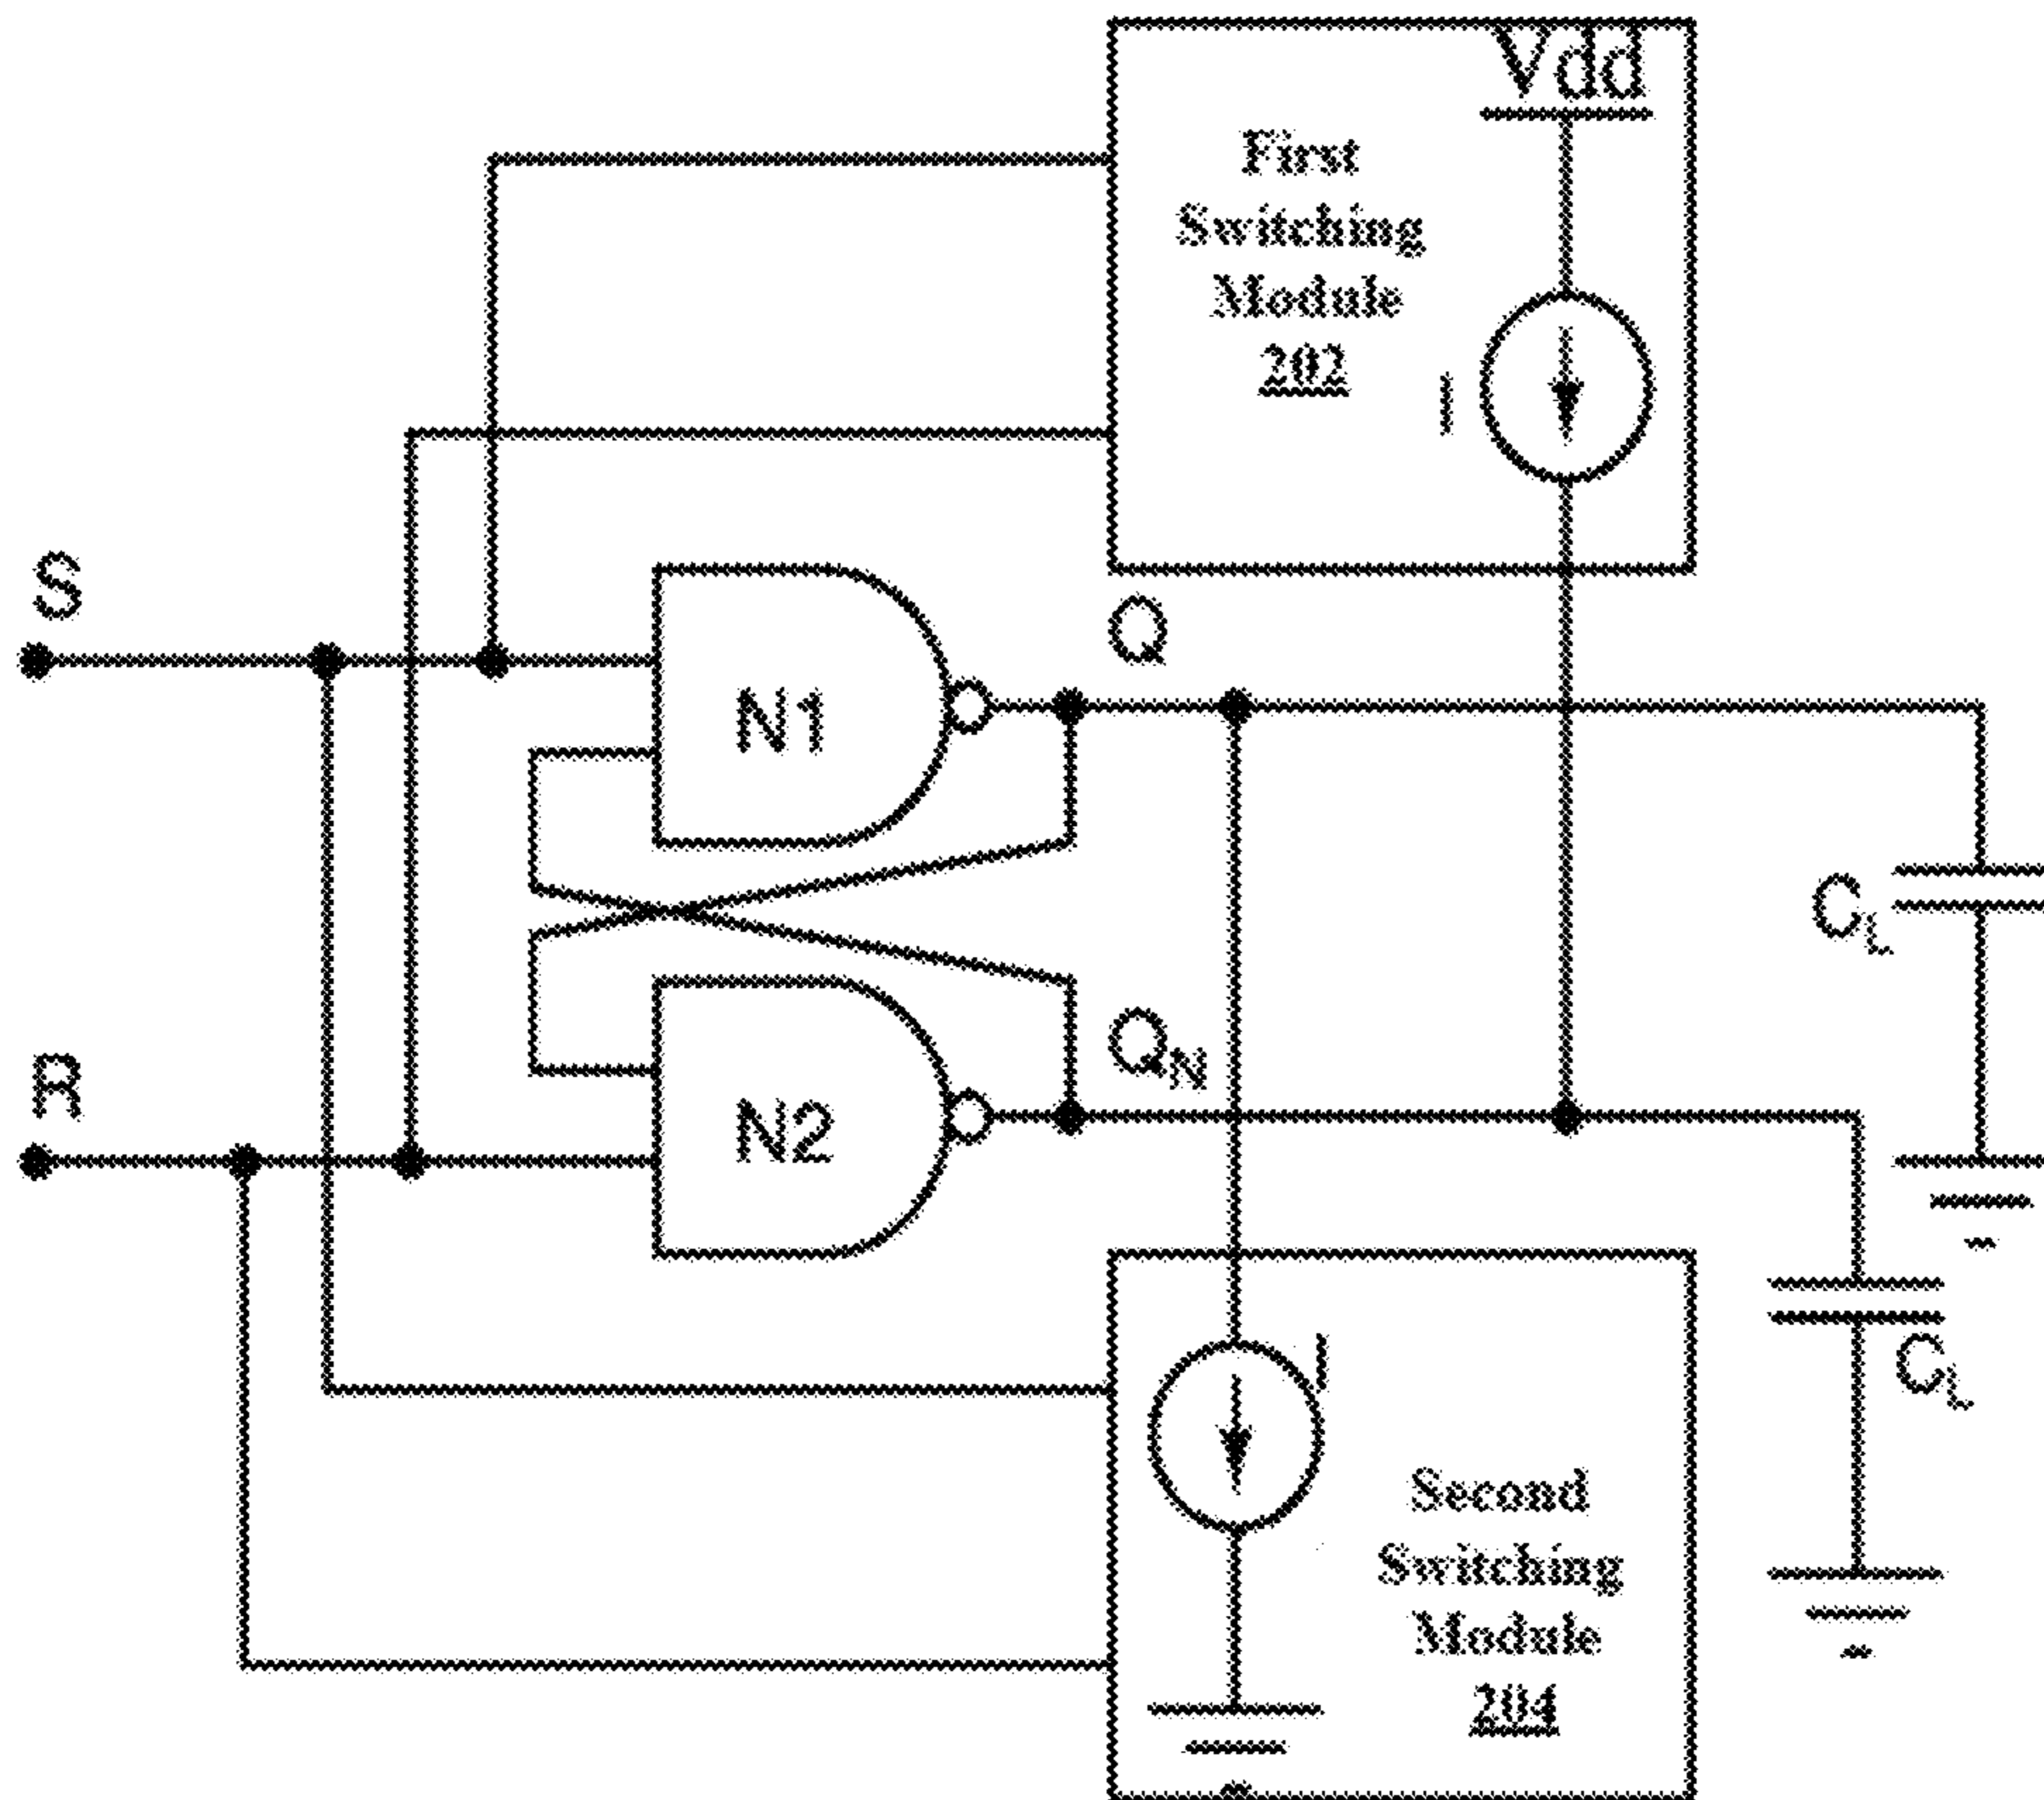 Vdd
First
Switching
Module
202
I
S
Q
N1
CL
QN
R
N2
I
CL
Second
Switching
Module
204